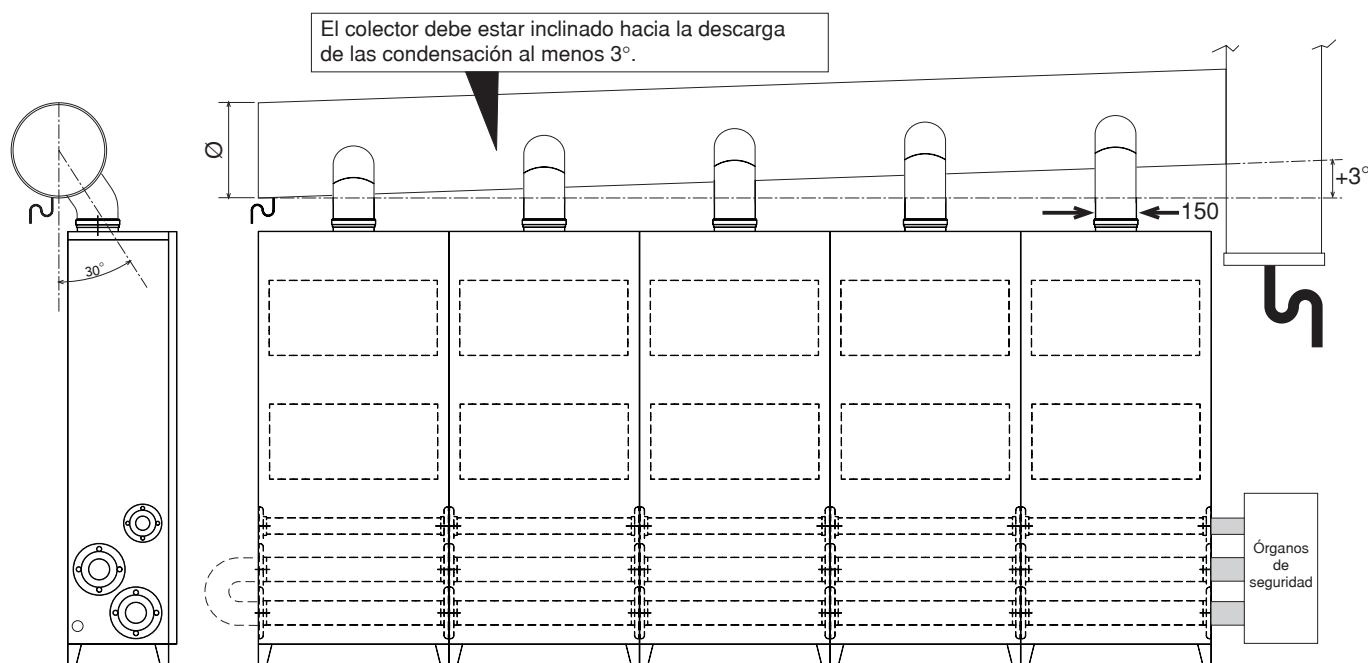 El colector debe estar inclinado hacia la descarga
de las condensación al menos 3°.
Ø
+3°
150
30°
Órganos
de
seguridad